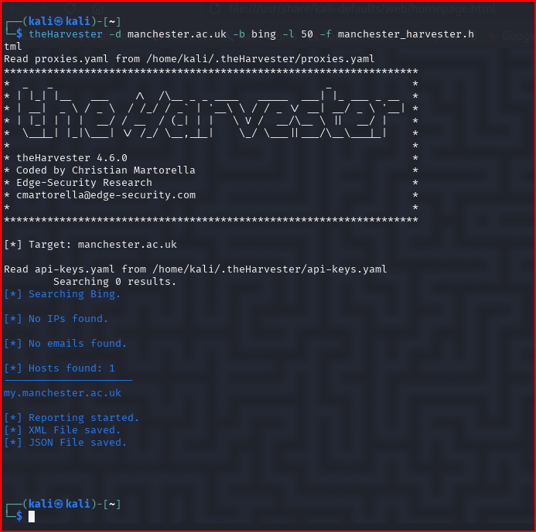 (kali㉿kali)-[~]
$ theHarvester -d manchester.ac.uk -b bing -l 50 -f manchester_harvester.h
tml
Read proxies.yaml from /home/kali/.theHarvester/proxies.yaml
*******************************************************************
* theHarvester
* theHarvester 4.6.0 *
* Coded by Christian Martorella *
* Edge-Security Research *
* cmartorella@edge-security.com *
* *
*******************************************************************
[*] Target: manchester.ac.uk
Read api-keys.yaml from /home/kali/.theHarvester/api-keys.yaml
Searching 0 results.
[*] Searching Bing.
[*] No IPs found.
[*] No emails found.
[*] Hosts found: 1
---------------------
my.manchester.ac.uk
[*] Reporting started.
[*] XML File saved.
[*] JSON File saved.
(kali㉿kali)-[~]
$